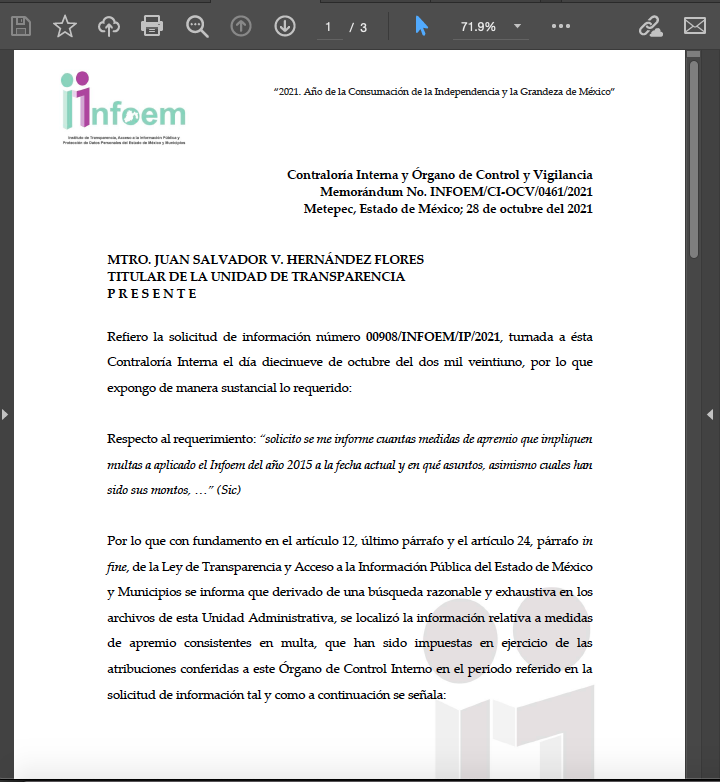 1 / 3
71.9%
infoem
Instituto de Transparencia, Acceso a la Información Pública y
Protección de Datos Personales del Estado de México y Municipios
“2021. Año de la Consumación de la Independencia y la Grandeza de México”
Contraloría Interna y Órgano de Control y Vigilancia
Memorándum No. INFOEM/CI-OCV/0461/2021
Metepec, Estado de México; 28 de octubre del 2021
MTRO. JUAN SALVADOR V. HERNÁNDEZ FLORES
TITULAR DE LA UNIDAD DE TRANSPARENCIA
P R E S E N T E
Refiero la solicitud de información número 00908/INFOEM/IP/2021, turnada a ésta
Contraloría Interna el día diecinueve de octubre del dos mil veintiuno, por lo que
expongo de manera sustancial lo requerido:
Respecto al requerimiento: “solicito se me informe cuantas medidas de apremio que impliquen
multas a aplicado el Infoem del año 2015 a la fecha actual y en qué asuntos, asimismo cuales han
sido sus montos, …” (Sic)
Por lo que con fundamento en el artículo 12, último párrafo y el artículo 24, párrafo in
fine, de la Ley de Transparencia y Acceso a la Información Pública del Estado de México
y Municipios se informa que derivado de una búsqueda razonable y exhaustiva en los
archivos de esta Unidad Administrativa, se localizó la información relativa a medidas
de apremio consistentes en multa, que han sido impuestas en ejercicio de las
atribuciones conferidas a este Órgano de Control Interno en el periodo referido en la
solicitud de información tal y como a continuación se señala: